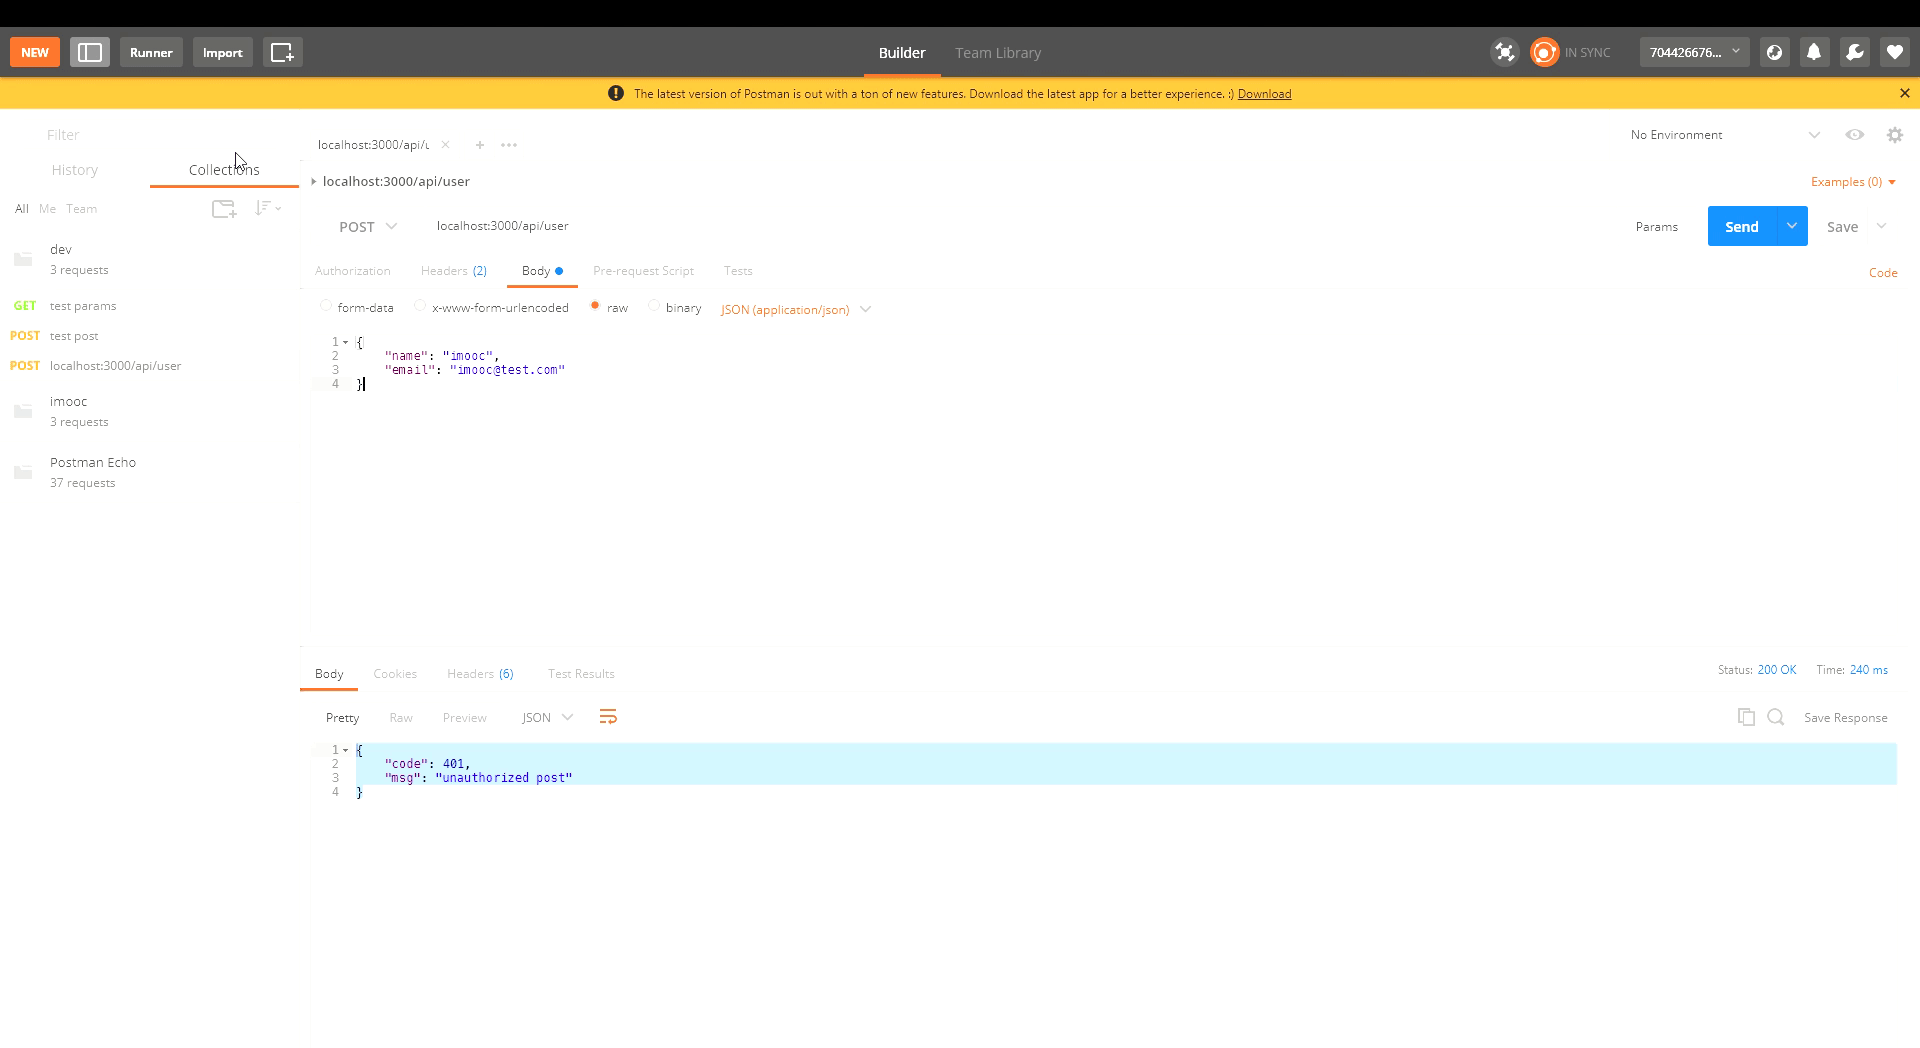 NEW Runner Import Builder Team Library IN SYNC 704426676...
The latest version of Postman is out with a ton of new features. Download the latest app for a better experience. :) Download
Filter
History Collections
All Me Team
dev
3 requests
GET test params
POST test post
POST localhost:3000/api/user
imooc
3 requests
Postman Echo
37 requests
localhost:3000/api/u No Environment
localhost:3000/api/user Examples (0)
POST localhost:3000/api/user Params Send Save
Authorization Headers (2) Body Pre-request Script Tests Code
form-data x-www-form-urlencoded raw binary JSON (application/json)
1 {
2 "name": "imooc",
3 "email": "imooc@test.com"
4 }
Body Cookies Headers (6) Test Results Status: 200 OK Time: 240 ms
Pretty Raw Preview JSON Save Response
1 {
2 "code": 401,
3 "msg": "unauthorized post"
4 }